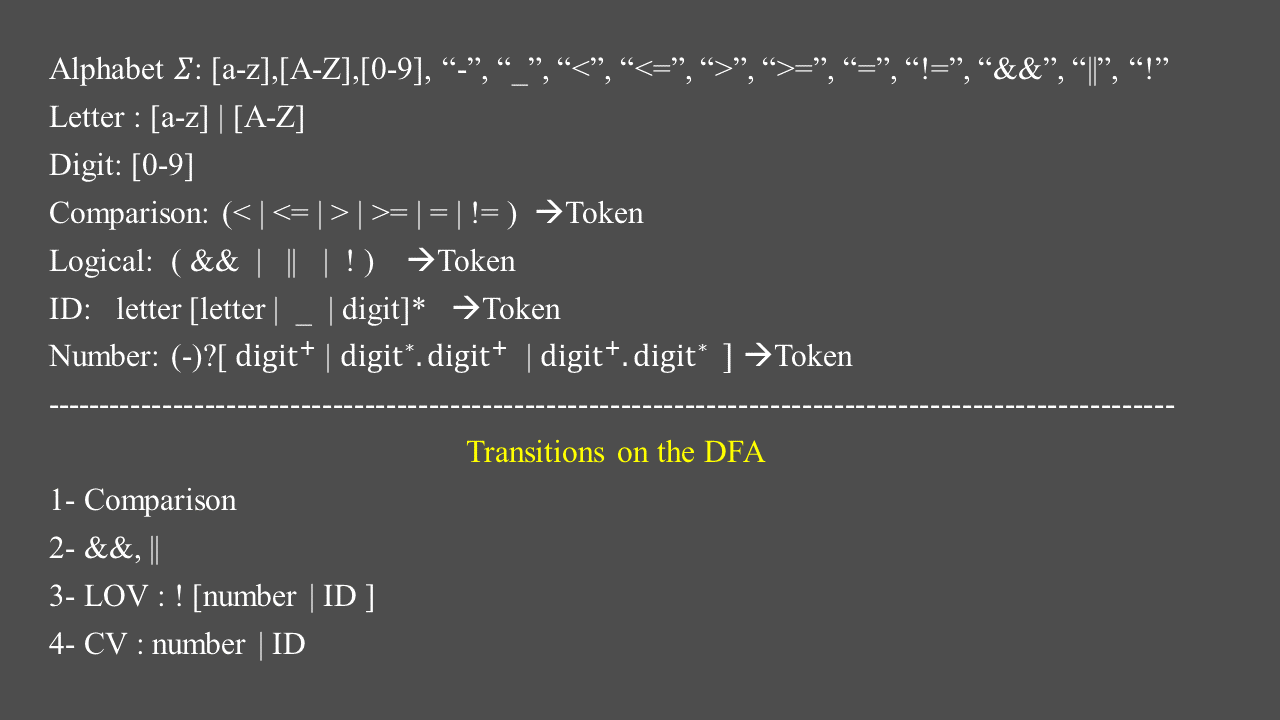 Alphabet 𝛴: [a-z],[A-Z],[0-9], “-”, “_”, “<”, “<=”, “>”, “>=”, “=”, “!=”, “&&”, “||”, “!”
Letter : [a-z] | [A-Z]
Digit: [0-9]
Comparison: (< | <= | > | >= | = | != ) →Token
Logical: ( && | || | ! ) →Token
ID: letter [letter | _ | digit]* →Token
Number: (-)?[ digit⁺ | digit*.digit⁺ | digit⁺.digit* ] →Token
-----------------------------------------------------------------------------------------------------------------
Transitions on the DFA
1- Comparison
2- &&, ||
3- LOV : ! [number | ID ]
4- CV : number | ID